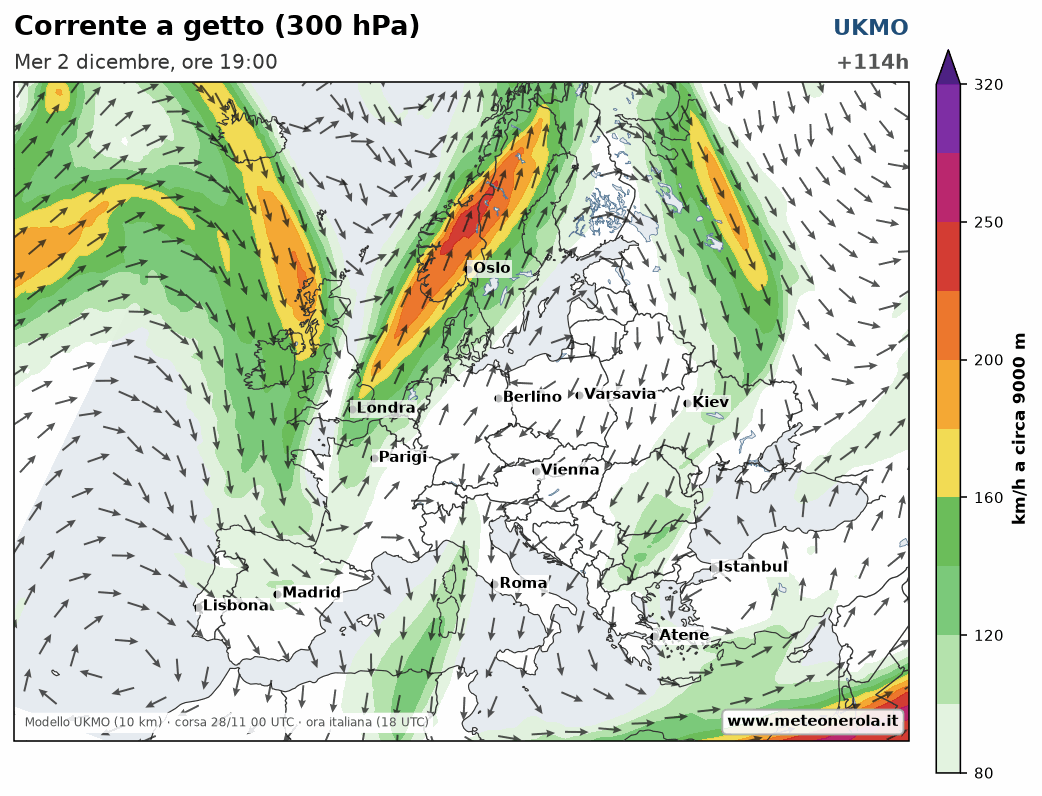 Corrente a getto (300 hPa)
UKMO
Mer 2 dicembre, ore 19:00
+114h
320
250
200
160
120
80
km/h a circa 9000 m
Oslo
Londra
Berlino
Varsavia
Kiev
Parigi
Vienna
Istanbul
Roma
Madrid
Lisbona
Atene
Modello UKMO (10 km) · corsa 28/11 00 UTC · ora italiana (18 UTC)
www.meteonerola.it